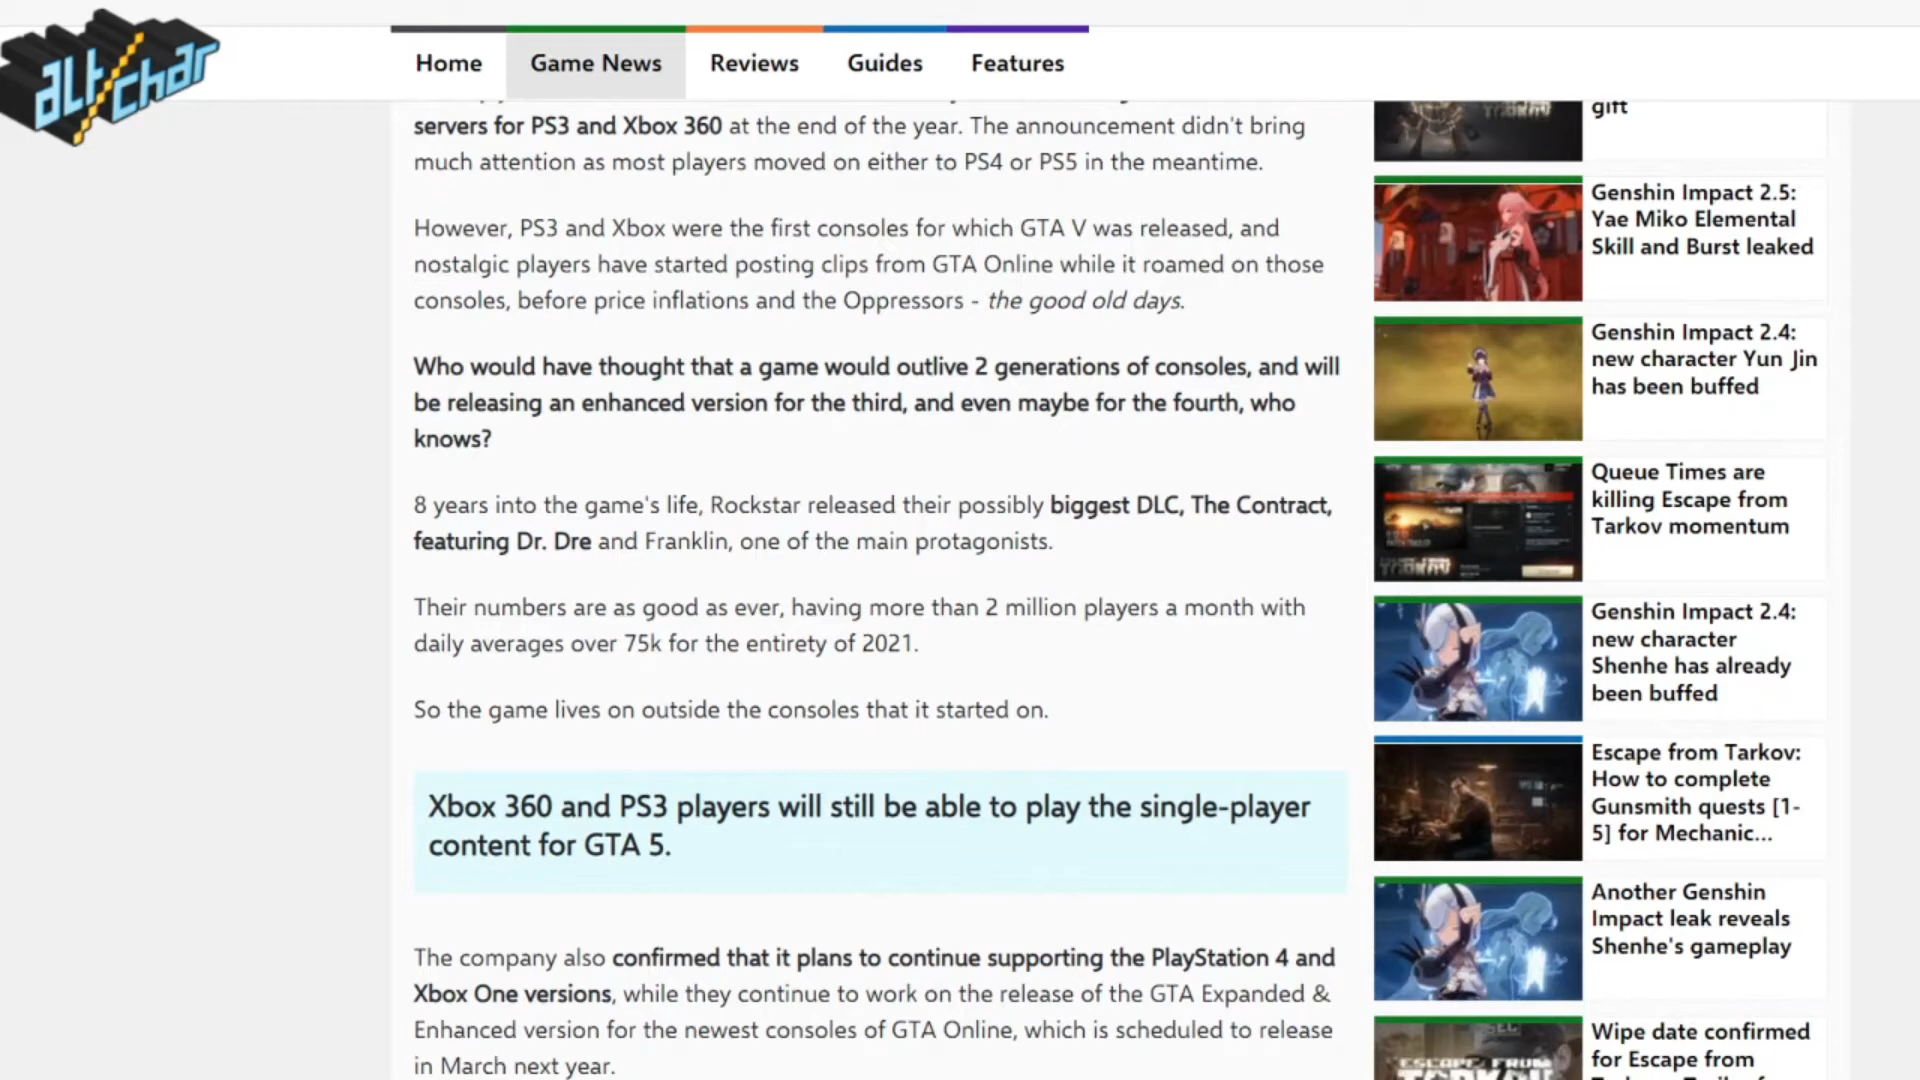 alt/char
Home
Game News
Reviews
Guides
Features
servers for PS3 and Xbox 360 at the end of the year. The announcement didn't bring
much attention as most players moved on either to PS4 or PS5 in the meantime.
However, PS3 and Xbox were the first consoles for which GTA V was released, and
nostalgic players have started posting clips from GTA Online while it roamed on those
consoles, before price inflations and the Oppressors - the good old days.
Who would have thought that a game would outlive 2 generations of consoles, and will
be releasing an enhanced version for the third, and even maybe for the fourth, who
knows?
8 years into the game's life, Rockstar released their possibly biggest DLC, The Contract,
featuring Dr. Dre and Franklin, one of the main protagonists.
Their numbers are as good as ever, having more than 2 million players a month with
daily averages over 75k for the entirety of 2021.
So the game lives on outside the consoles that it started on.
Xbox 360 and PS3 players will still be able to play the single-player
content for GTA 5.
The company also confirmed that it plans to continue supporting the PlayStation 4 and
Xbox One versions, while they continue to work on the release of the GTA Expanded &
Enhanced version for the newest consoles of GTA Online, which is scheduled to release
in March next year.
TARKOV
gift
Genshin Impact 2.5:
Yae Miko Elemental
Skill and Burst leaked
Genshin Impact 2.4:
new character Yun Jin
has been buffed
TARKOV
Queue Times are
killing Escape from
Tarkov momentum
Genshin Impact 2.4:
new character
Shenhe has already
been buffed
Escape from Tarkov:
How to complete
Gunsmith quests [1-
5] for Mechanic...
Another Genshin
Impact leak reveals
Shenhe's gameplay
ESCAPE FROM
TARKOV
Wipe date confirmed
for Escape from